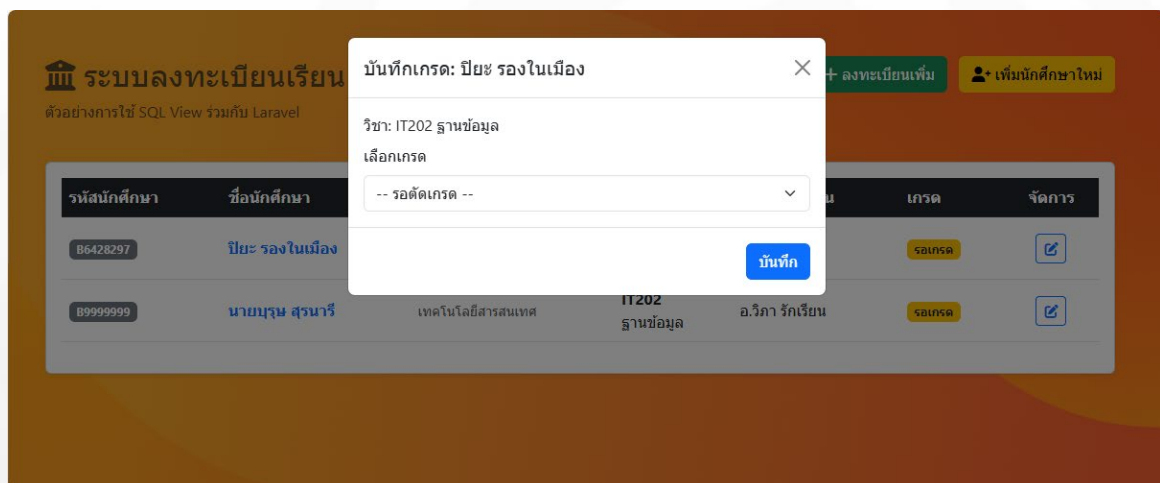 ระบบลงทะเบียนเรียน
ตัวอย่างการใช้ SQL View ร่วมกับ Laravel
+ ลงทะเบียนเพิ่ม
เพิ่มนักศึกษาใหม่
บันทึกเกรด: ปิยะ รองในเมือง
วิชา: IT202 ฐานข้อมูล
เลือกเกรด
-- รอตัดเกรด --
บันทึก
รหัสนักศึกษา ชื่อนักศึกษา เกรด จัดการ
B6428297 ปิยะ รองในเมือง รอเกรด
B9999999 นายบุรุษ สุรนารี เทคโนโลยีสารสนเทศ IT202 อ.วิภา รักเรียน รอเกรด
ฐานข้อมูล